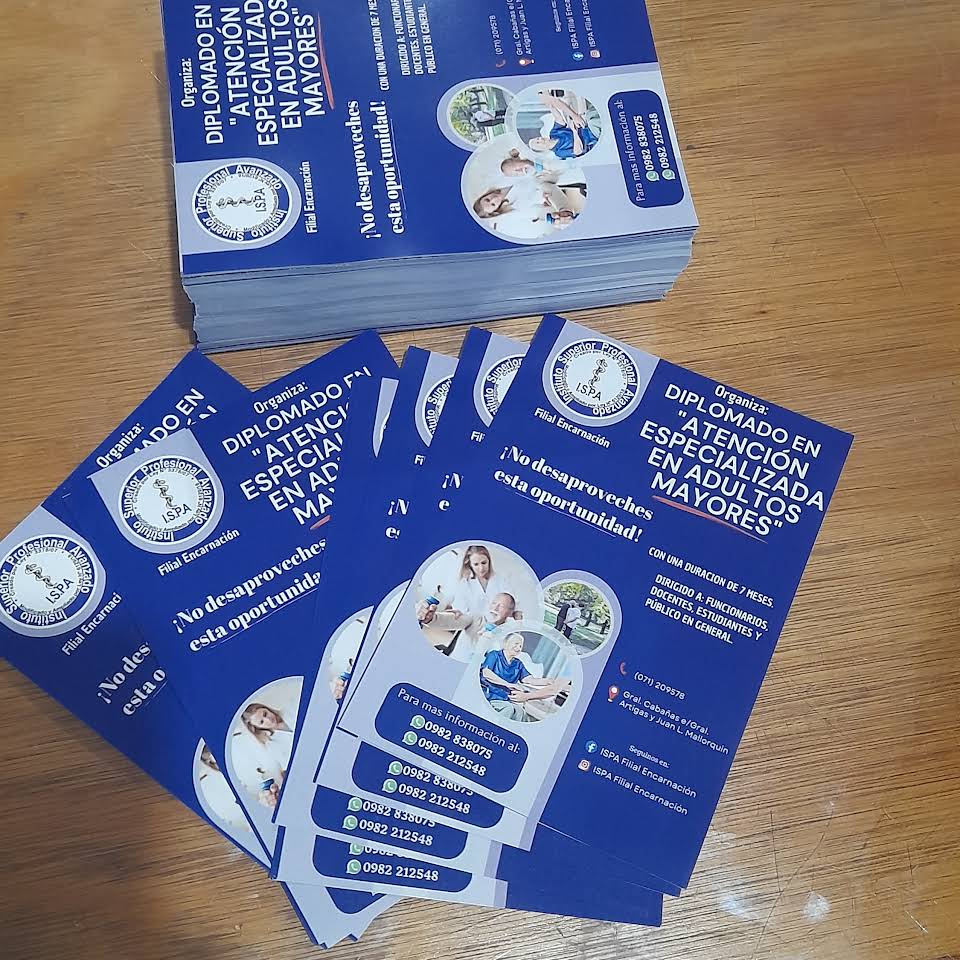 Organiza:
DIPLOMADO EN
"ATENCIÓN
ESPECIALIZADA
EN ADULTOS
MAYORES"
Instituto Superior Profesional Avanzado
I.S.P.A
Filial Encarnación
¡No desaproveches
esta oportunidad!
CON UNA DURACION DE 7 MESES.
DIRIGIDO A: FUNCIONARIOS,
DOCENTES, ESTUDIANTES Y
PÚBLICO EN GENERAL.
(071) 209578
Gral. Cabañas e/Gral.
Artigas y Juan L. Mallorquin
Seguinos en:
ISPA Filial Encarnación
ISPA Filial Encarnación
Para mas información al:
0982 838075
0982 212548